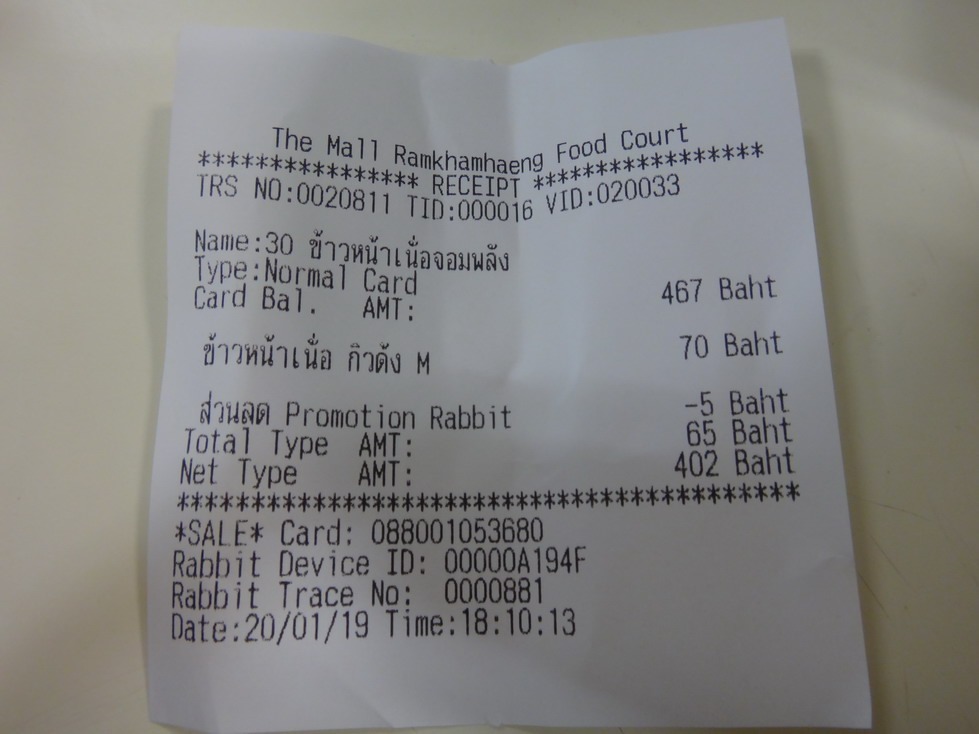 The Mall Ramkhamhaeng Food Court
**************** RECEIPT ****************
TRS NO:0020811 TID:000016 VID:020033
Name:30 ข้าวหน้าเนื่อจอมพลัง
Type:Normal Card
Card Bal. AMT: 467 Baht
ข้าวหน้าเนื่อ กิวด้ง M 70 Baht
ส่วนลด Promotion Rabbit -5 Baht
Total Type AMT: 65 Baht
Net Type AMT: 402 Baht
******************************************
*SALE* Card: 088001053680
Rabbit Device ID: 00000A194F
Rabbit Trace No: 0000881
Date:20/01/19 Time:18:10:13